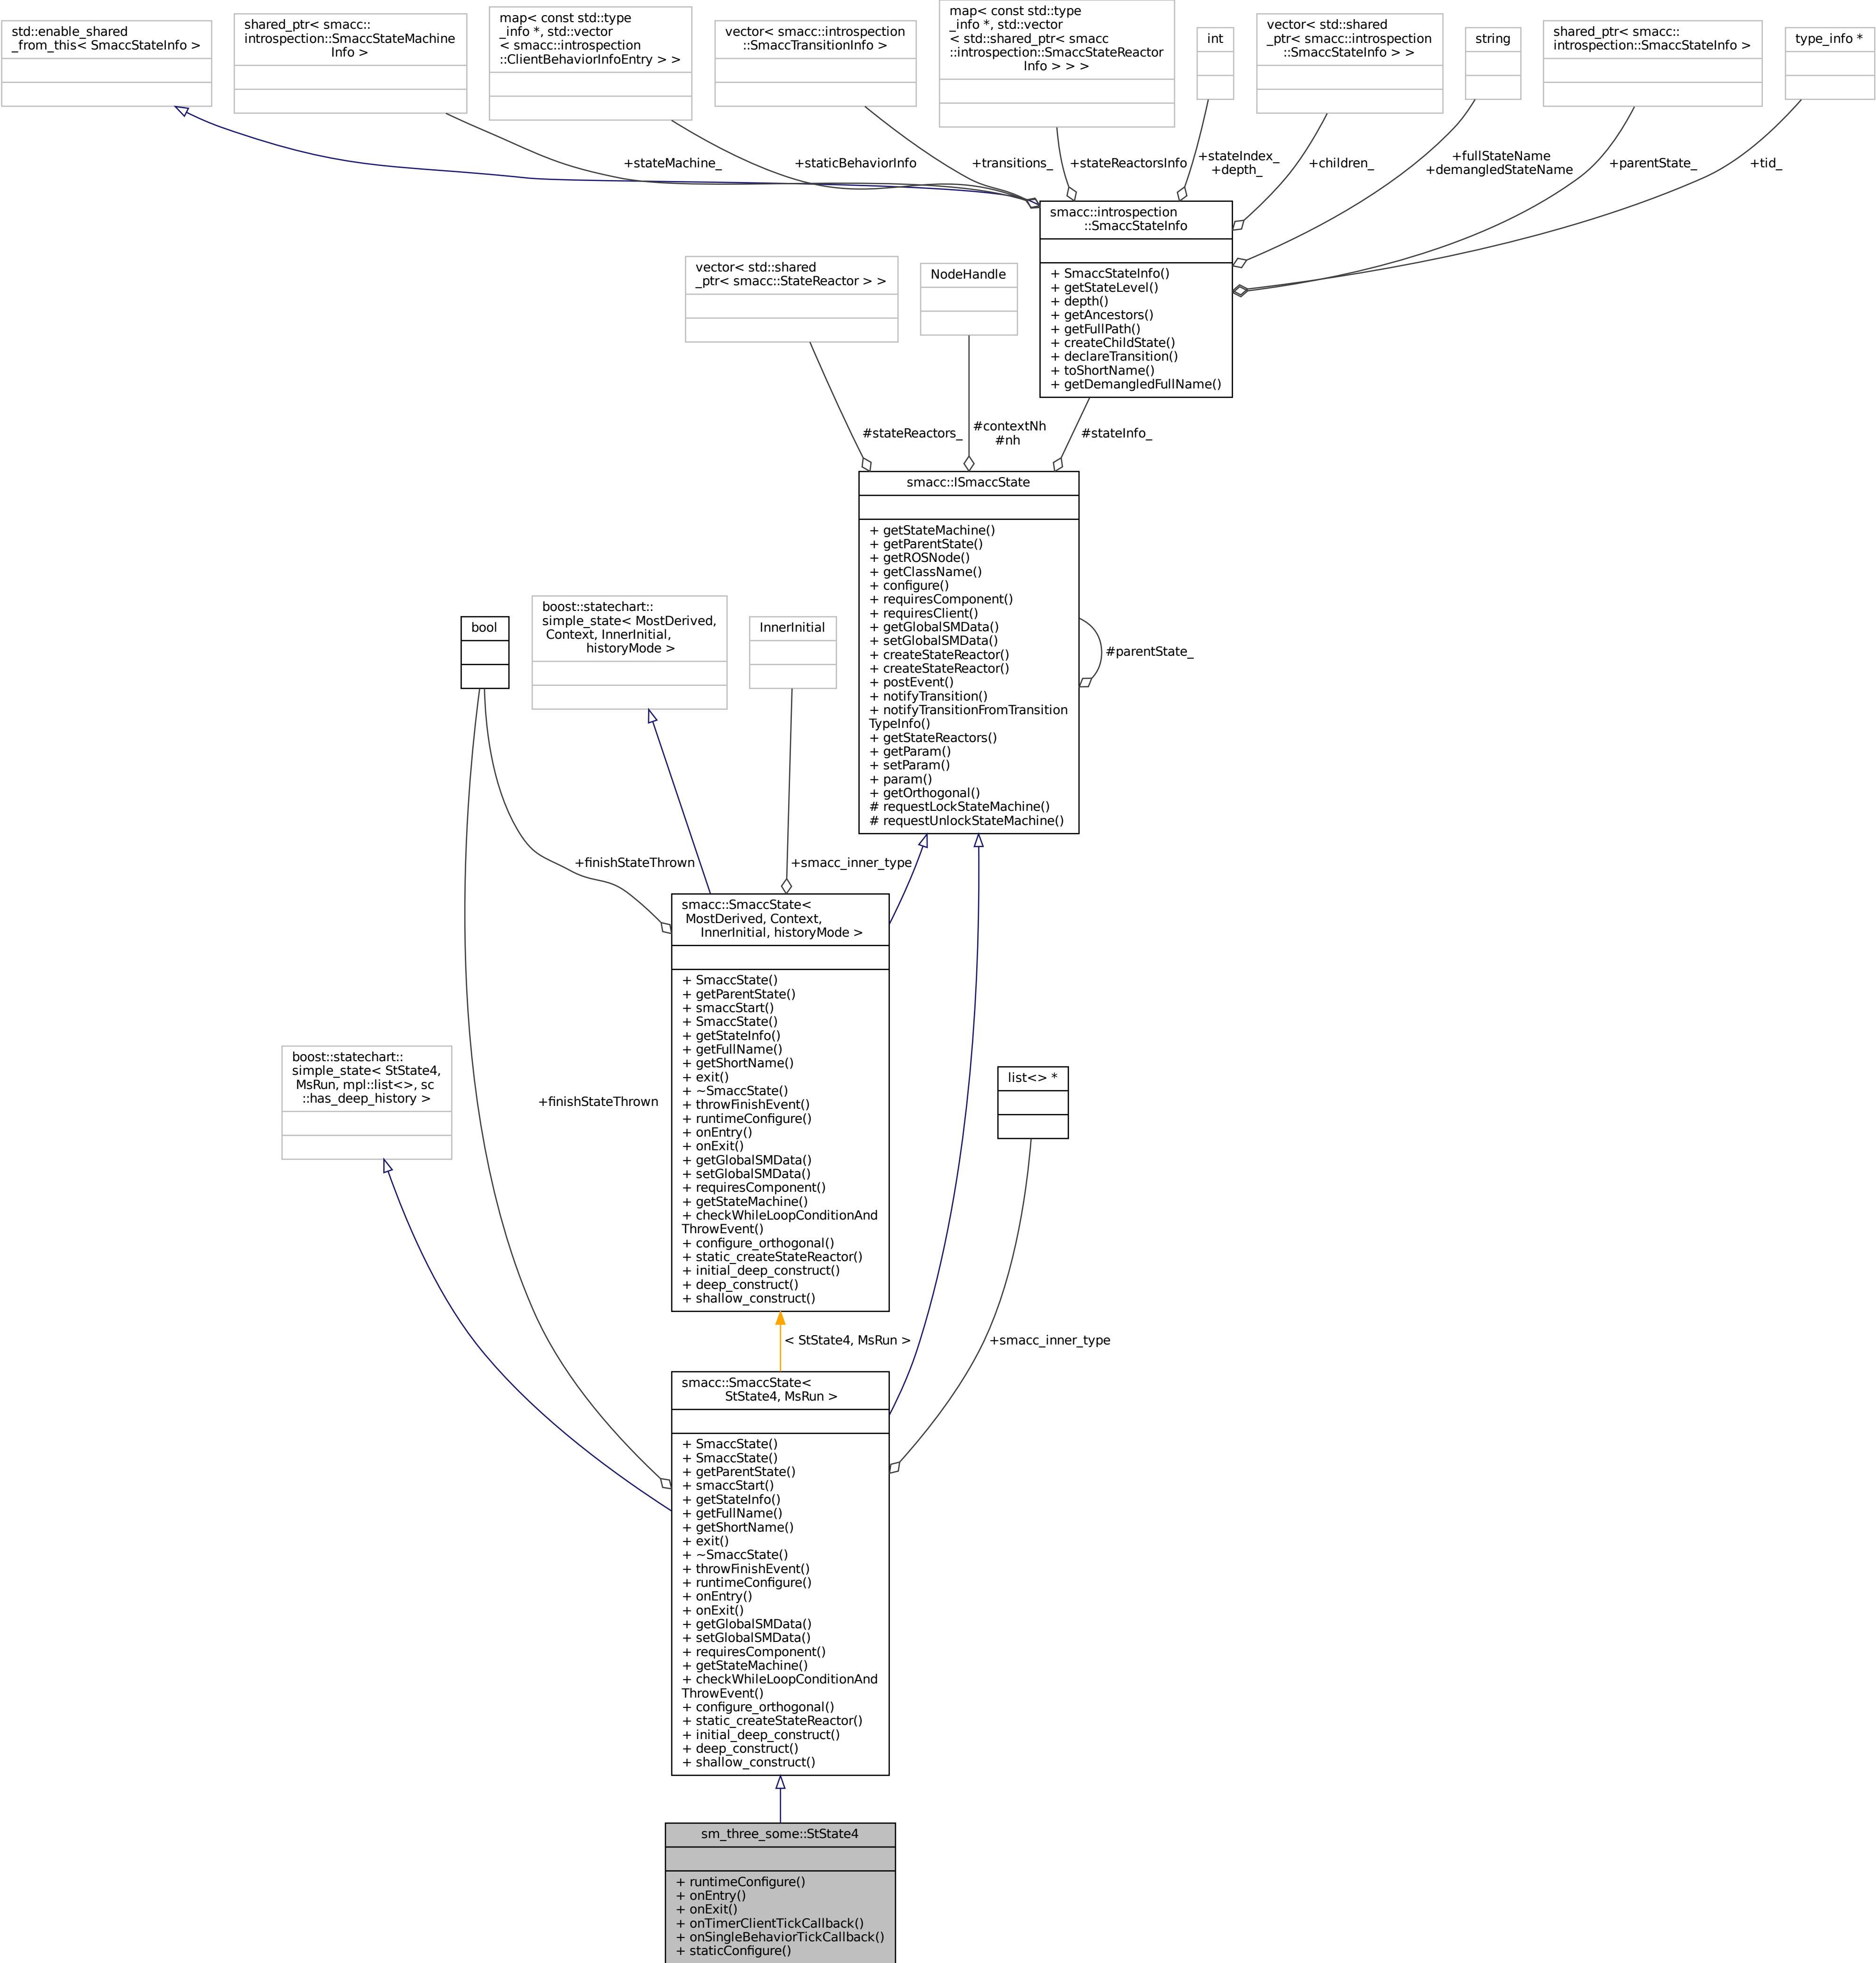 std::enable_shared
_from_this< SmaccStateInfo >
shared_ptr< smacc::
introspection::SmaccStateMachine
Info >
map< const std::type
_info *, std::vector
< smacc::introspection
::ClientBehaviorInfoEntry > >
vector< smacc::introspection
::SmaccTransitionInfo >
map< const std::type
_info *, std::vector
< std::shared_ptr< smacc
::introspection::SmaccStateReactor
Info > > >
int
vector< std::shared
_ptr< smacc::introspection
::SmaccStateInfo > >
string
shared_ptr< smacc::
introspection::SmaccStateInfo >
type_info *
+stateMachine_
+staticBehaviorInfo
+transitions_
+stateReactorsInfo
+stateIndex_
+depth_
+children_
+fullStateName
+demangledStateName
+parentState_
+tid_
smacc::introspection
::SmaccStateInfo
+ SmaccStateInfo()
+ getStateLevel()
+ depth()
+ getAncestors()
+ getFullPath()
+ createChildState()
+ declareTransition()
+ toShortName()
+ getDemangledFullName()
vector< std::shared
_ptr< smacc::StateReactor > >
NodeHandle
#stateReactors_
#contextNh
#nh
#stateInfo_
smacc::ISmaccState
+ getStateMachine()
+ getParentState()
+ getROSNode()
+ getClassName()
+ configure()
+ requiresComponent()
+ requiresClient()
+ getGlobalSMData()
+ setGlobalSMData()
+ createStateReactor()
+ createStateReactor()
+ postEvent()
+ notifyTransition()
+ notifyTransitionFromTransition
TypeInfo()
+ getStateReactors()
+ getParam()
+ setParam()
+ param()
+ getOrthogonal()
# requestLockStateMachine()
# requestUnlockStateMachine()
#parentState_
bool
boost::statechart::
simple_state< MostDerived,
Context, InnerInitial,
historyMode >
InnerInitial
+finishStateThrown
+smacc_inner_type
smacc::SmaccState<
MostDerived, Context,
InnerInitial, historyMode >
+ SmaccState()
+ getParentState()
+ smaccStart()
+ SmaccState()
+ getStateInfo()
+ getFullName()
+ getShortName()
+ exit()
+ ~SmaccState()
+ throwFinishEvent()
+ runtimeConfigure()
+ onEntry()
+ onExit()
+ getGlobalSMData()
+ setGlobalSMData()
+ requiresComponent()
+ getStateMachine()
+ checkWhileLoopConditionAnd
ThrowEvent()
+ configure_orthogonal()
+ static_createStateReactor()
+ initial_deep_construct()
+ deep_construct()
+ shallow_construct()
boost::statechart::
simple_state< StState4,
MsRun, mpl::list<>, sc
::has_deep_history >
+finishStateThrown
list<> *
< StState4, MsRun >
+smacc_inner_type
smacc::SmaccState<
StState4, MsRun >
+ SmaccState()
+ SmaccState()
+ getParentState()
+ smaccStart()
+ getStateInfo()
+ getFullName()
+ getShortName()
+ exit()
+ ~SmaccState()
+ throwFinishEvent()
+ runtimeConfigure()
+ onEntry()
+ onExit()
+ getGlobalSMData()
+ setGlobalSMData()
+ requiresComponent()
+ getStateMachine()
+ checkWhileLoopConditionAnd
ThrowEvent()
+ configure_orthogonal()
+ static_createStateReactor()
+ initial_deep_construct()
+ deep_construct()
+ shallow_construct()
sm_three_some::StState4
+ runtimeConfigure()
+ onEntry()
+ onExit()
+ onTimerClientTickCallback()
+ onSingleBehaviorTickCallback()
+ staticConfigure()